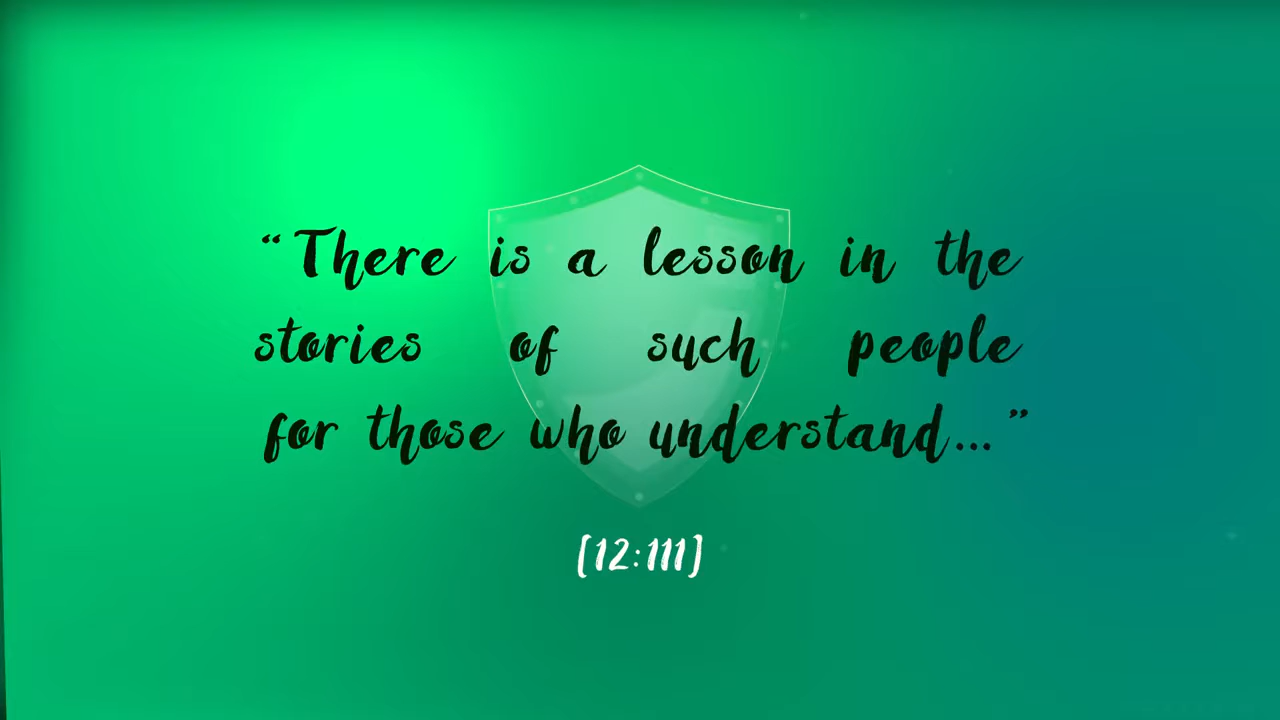 “There is a lesson in the
stories of such people
for those who understand...”
[12:111]